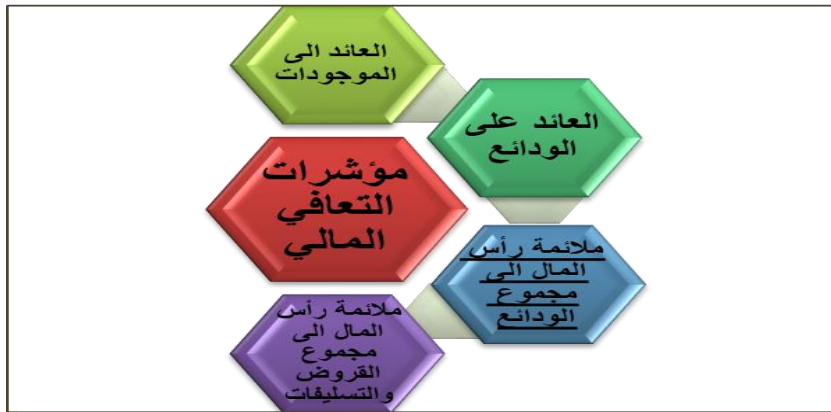 العائد الى
الموجودات
العائد على
الودائع
مؤشرات
التعافي
المالي
ملائمة رأس
المال الى
مجموع
الودائع
ملائمة رأس
المال الى
مجموع
القروض
والتسليفات